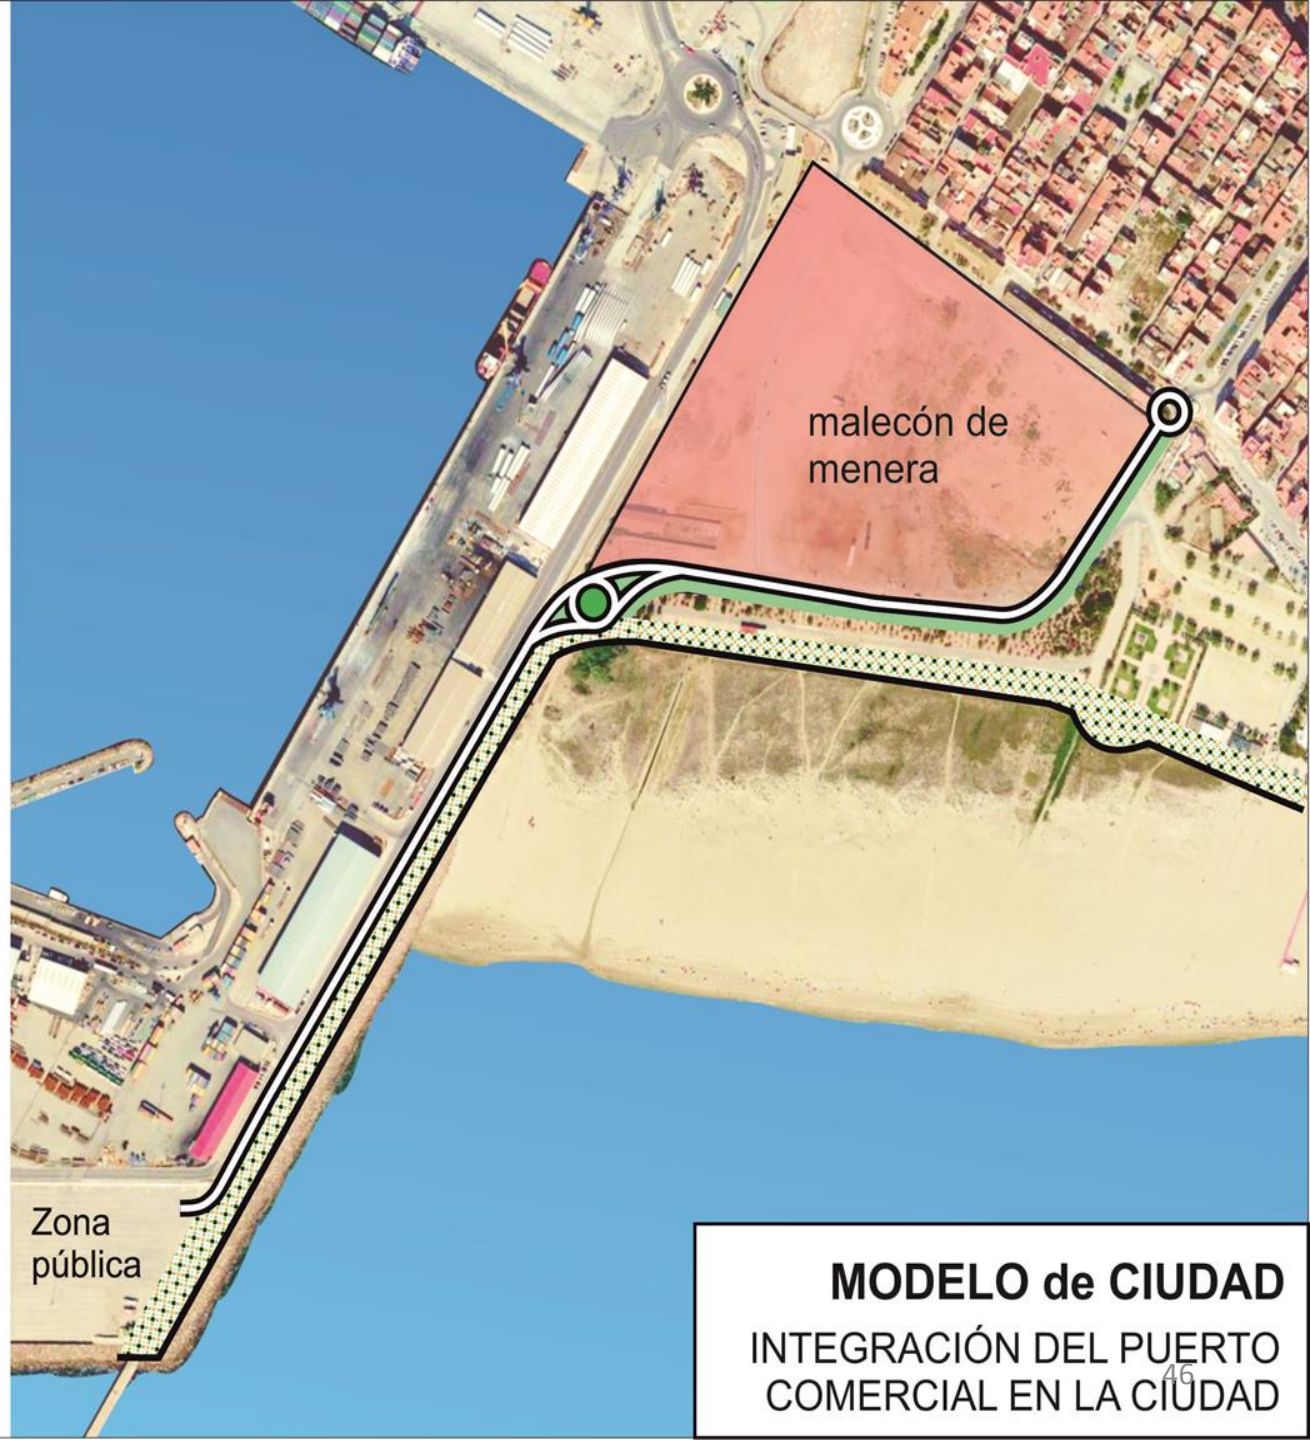 malecón de
menera
Zona
pública
MODELO de CIUDAD
INTEGRACIÓN DEL PUERTO
COMERCIAL EN LA CIUDAD
46